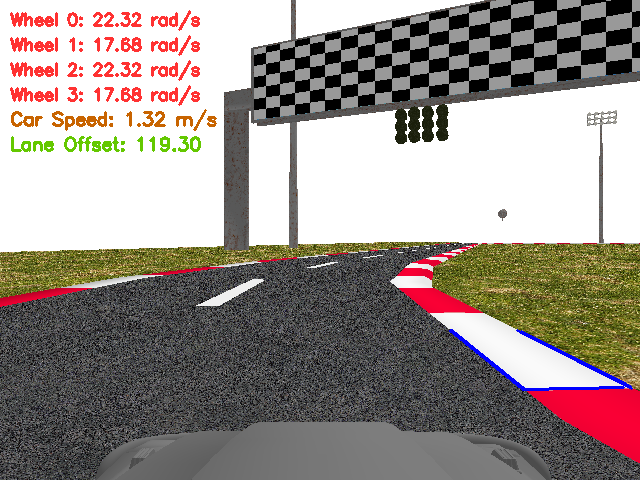 Wheel 0: 22.32 rad/s
Wheel 1: 17.68 rad/s
Wheel 2: 22.32 rad/s
Wheel 3: 17.68 rad/s
Car Speed: 1.32 m/s
Lane Offset: 119.30